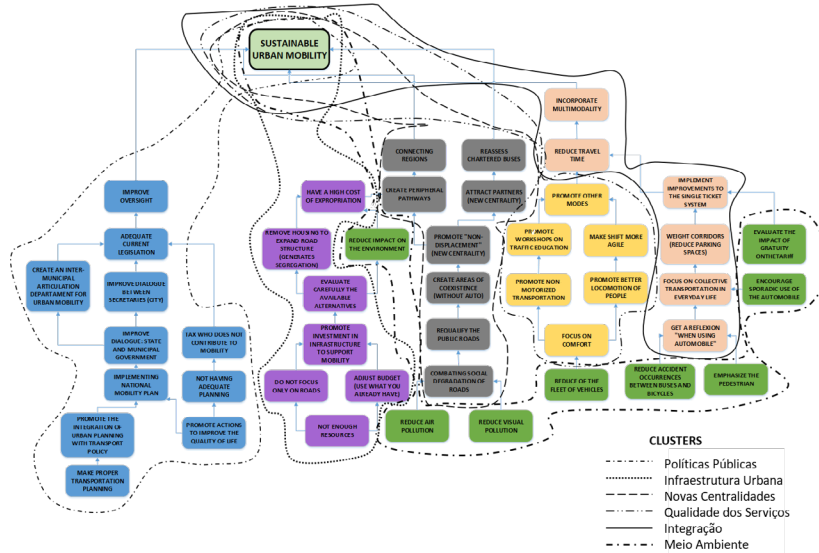 SUSTAINABLE
URBAN MOBILITY
INCORPORATE
MULTIMODALITY
CONNECTING
REGIONS
REASSESS
CHARTERED BUSES
REDUCE TRAVEL
TIME
IMPROVE
OVERSIGHT
HAVE A HIGH COST
OF EXPROPRIATION
CREATE PERIPHERAL
PATHWAYS
ATTRACT PARTNERS
(NEW CENTRALITY)
PROMOTE OTHER
MODES
IMPLEMENT
IMPROVEMENTS TO THE
SINGLE TICKET
SYSTEM
ADEQUATE
CURRENT
LEGISLATION
REMOVE HOUSING TO
EXPAND ROAD
STRUCTURE
(GENERATES
SEGREGATION)
REDUCE IMPACT ON
THE ENVIRONMENT
PROMOTE "NON-
DISPLACEMENT"
(NEW CENTRALITY)
PROMOTE
WORKSHOPS ON
TRAFFIC EDUCATION
MAKE SHIFT MORE
AGILE
WEIGHT CORRIDORS
(REDUCE PARKING
SPACES)
EVALUATE THE
IMPACT OF
GRATUITY
ONTHETARIFF
CREATE AN INTER-
MUNICIPAL
ARTICULATION
DEPARTAMENT FOR
URBAN MOBILITY
IMPROVE DIALOGUE
BETWEEN
SECRETARIES (CITY)
EVALUATE
CAREFULLY THE
AVAILABLE
ALTERNATIVES
CREATE AREAS OF
COEXISTENCE
(WITHOUT AUTO)
PROMOTE NON
MOTORIZED
TRANSPORTATION
PROMOTE BETTER
LOCOMOTION OF
PEOPLE
FOCUS ON COLLECTIVE
TRANSPORTATION IN
EVERYDAY LIFE
ENCOURAGE
SPORADIC USE OF
THE AUTOMOBILE
IMPROVE
DIALOGUE; STATE
AND MUNICIPAL
GOVERNMENT
TAX WHO DOES NOT
CONTRIBUTE TO
MOBILITY
PROMOTE
INVESTMENT IN
INFRASTRUCTURE
TO SUPPORT
MOBILITY
REQUALIFY THE
PUBLIC ROADS
FOCUS ON
COMFORT
GET A REFLEXION
"WHEN USING
AUTOMOBILE"
IMPLEMENTING
NATIONAL
MOBILITY PLAN
NOT HAVING
ADEQUATE
PLANNING
DO NOT FOCUS
ONLY ON ROADS
ADJUST BUDGET
(USE WHAT YOU
ALREADY HAVE)
COMBATING SOCIAL
DEGRADATION OF
ROADS
REDUCE OF THE
FLEET OF VEHICLES
REDUCE ACCIDENT
OCCURRENCES
BETWEEN BUSES AND
BICYCLES
EMPHASIZE THE
PEDESTRIAN
PROMOTE THE
INTEGRATION OF
URBAN PLANNING
WITH TRANSPORT
POLICY
PROMOTE ACTIONS
TO IMPROVE THE
QUALITY OF LIFE
NOT ENOUGH
RESOURCES
REDUCE AIR
POLLUTION
REDUCE VISUAL
POLLUTION
MAKE PROPER
TRANSPORTATION
PLANNING
CLUSTERS
Políticas Públicas
Infraestrutura Urbana
Novas Centralidades
Qualidade dos Serviços
Integração
Meio Ambiente